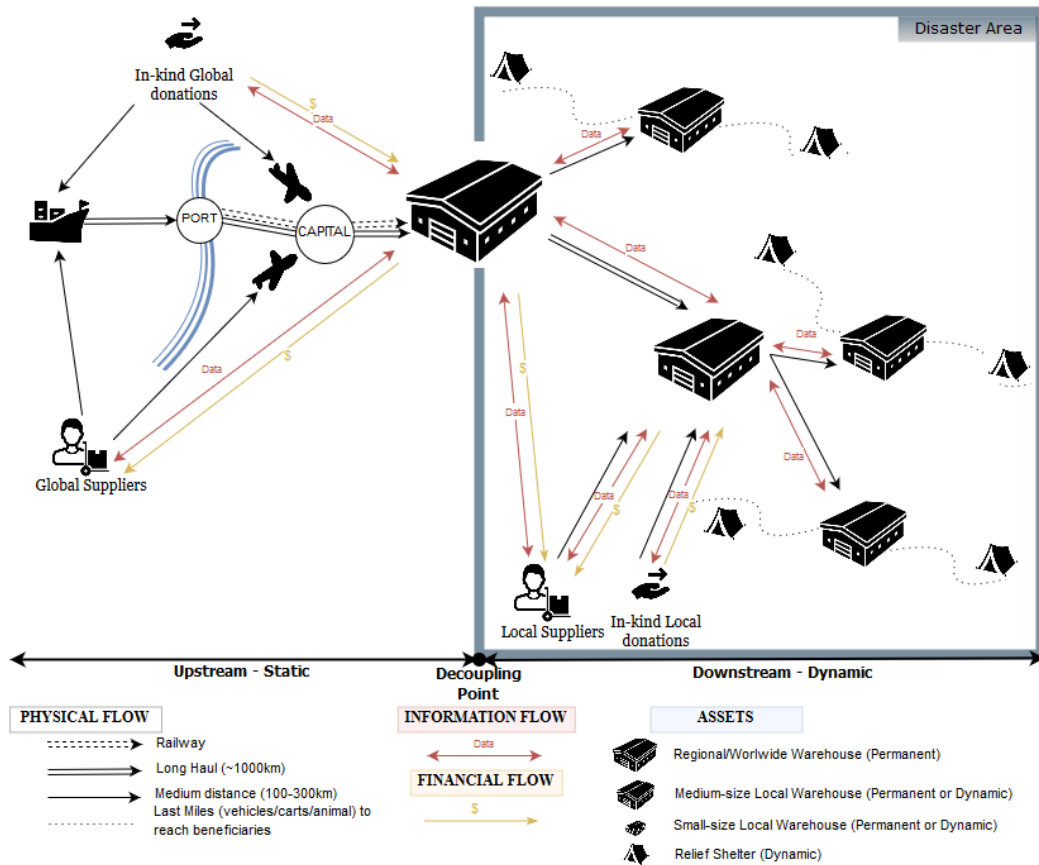 Disaster Area
In-kind Global
donations
$
Data
Data
PORT
CAPITAL
Data
Data
Data
$
$
Data
Data
Data
Data
$
Data
$
Global Suppliers
Local Suppliers
In-kind Local
donations
Upstream - Static
Decoupling
Point
Downstream - Dynamic
PHYSICAL FLOW
Railway
Long Haul (~1000km)
Medium distance (100-300km)
Last Miles (vehicles/carts/animal) to
reach beneficiaries
INFORMATION FLOW
Data
FINANCIAL FLOW
$
ASSETS
Regional/Worlwide Warehouse (Permanent)
Medium-size Local Warehouse (Permanent or Dynamic)
Small-size Local Warehouse (Permanent or Dynamic)
Relief Shelter (Dynamic)